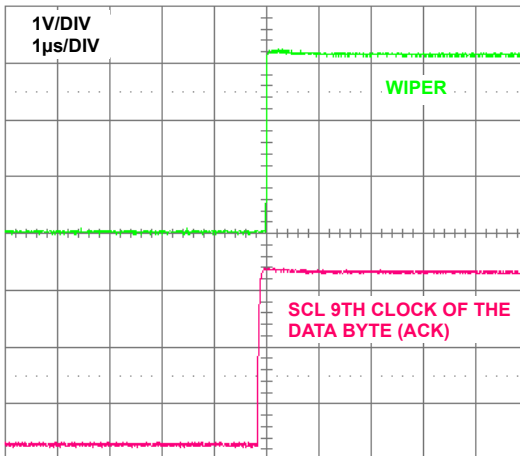 1V/DIV
1µs/DIV
WIPER
SCL 9TH CLOCK OF THE
DATA BYTE (ACK)